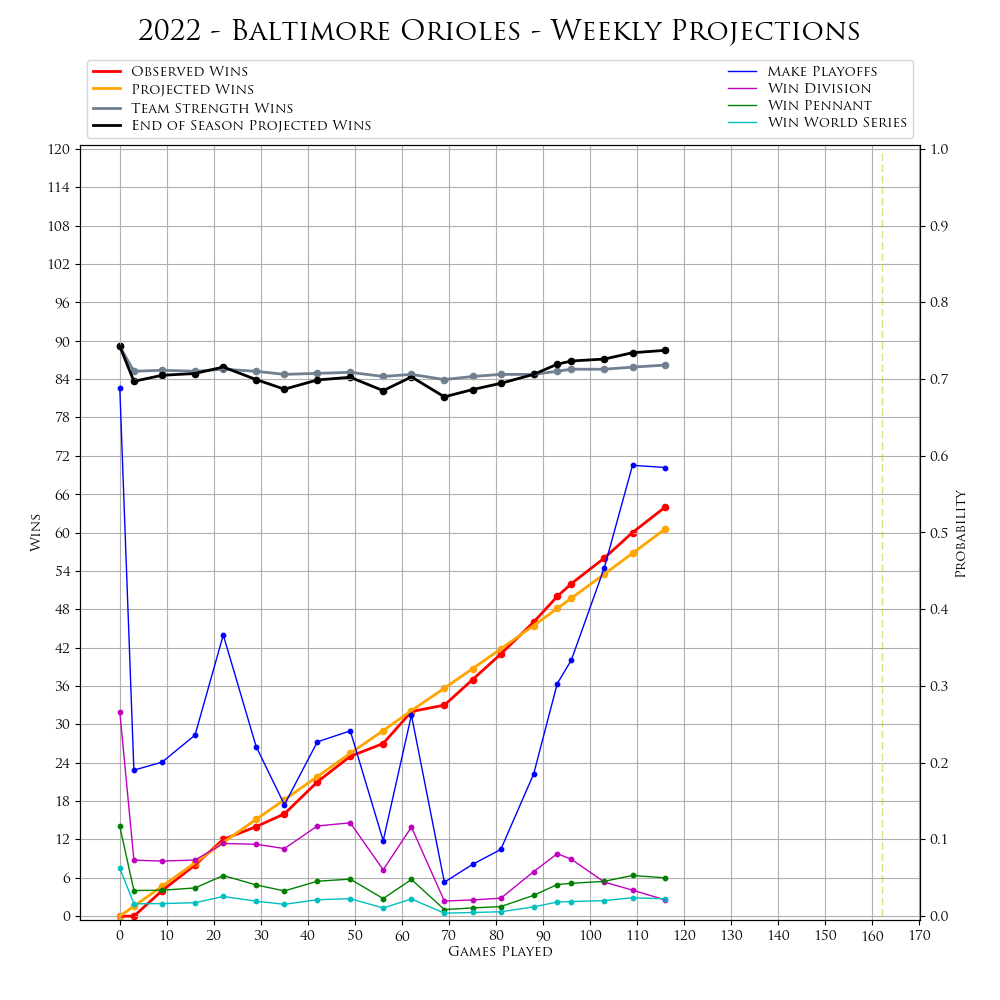 2022 - Baltimore Orioles - Weekly Projections
Observed Wins
Projected Wins
Team Strength Wins
End of Season Projected Wins
Make Playoffs
Win Division
Win Pennant
Win World Series
120
114
108
102
96
90
84
78
72
66
60
54
48
42
36
30
24
18
12
6
0
Wins
1.0
0.9
0.8
0.7
0.6
0.5
0.4
0.3
0.2
0.1
0.0
Probability
0 10 20 30 40 50 60 70 80 90 100 110 120 130 140 150 160 170
Games Played